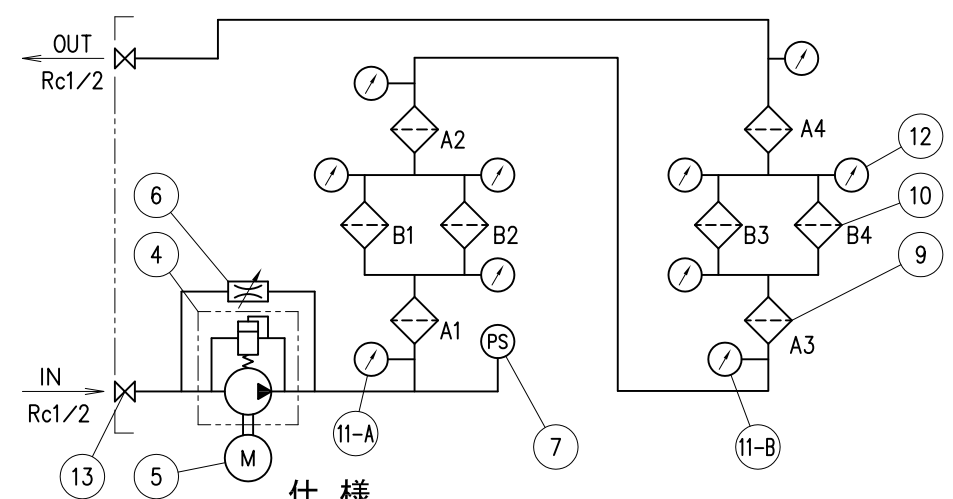 OUT
Rc1/2
A2
A4
12
6
B1
B2
B3
B4
10
4
9
A1
PS
A3
IN
Rc1/2
11-A
7
11-B
13
5
M
仕様